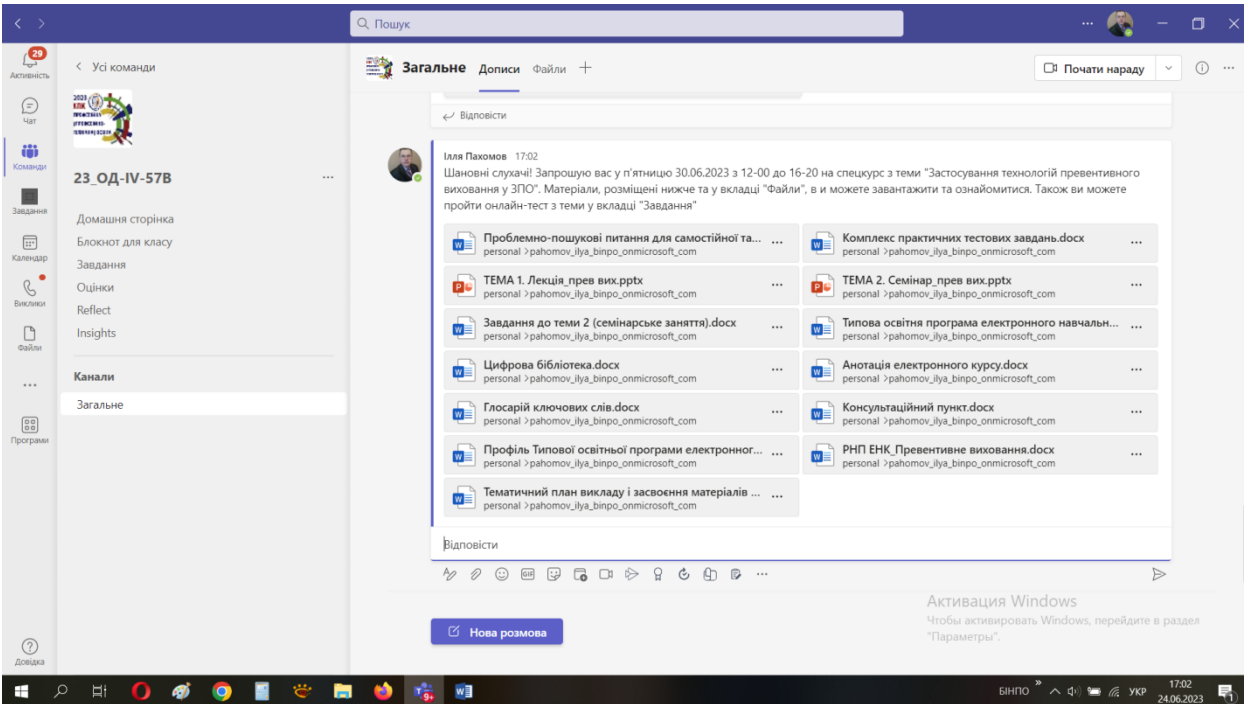 Пошук
29
Активність
Чат
Команди
Завдання
Календар
Виклики
Файли
Програми
Довідка
Усі команди
2023
23_ОД-IV-57В
Домашня сторінка
Блокнот для класу
Завдання
Оцінки
Reflect
Insights
Канали
Загальне
Загальне Дописи Файли
Почати нараду
Відповісти
Ілля Пахомов 17:02
Шановні слухачі! Запрошую вас у п'ятницю 30.06.2023 з 12-00 до 16-20 на спецкурс з теми "Застосування технологій превентивного
виховання у ЗПО". Матеріали, розміщені нижче та у вкладці "Файли", в и можете завантажити та ознайомитися. Також ви можете
пройти онлайн-тест з теми у вкладці "Завдання"
Проблемно-пошукові питання для самостійної та...
personal >pahomov_ilya_binpo_onmicrosoft_com
Комплекс практичних тестових завдань.docx
personal >pahomov_ilya_binpo_onmicrosoft_com
ТЕМА 1. Лекція_прев вих.pptx
personal >pahomov_ilya_binpo_onmicrosoft_com
ТЕМА 2. Семінар_прев вих.pptx
personal >pahomov_ilya_binpo_onmicrosoft_com
Завдання до теми 2 (семінарське заняття).docx
personal >pahomov_ilya_binpo_onmicrosoft_com
Типова освітня програма електронного навчальн...
personal >pahomov_ilya_binpo_onmicrosoft_com
Цифрова бібліотека.docx
personal >pahomov_ilya_binpo_onmicrosoft_com
Анотація електронного курсу.docx
personal >pahomov_ilya_binpo_onmicrosoft_com
Глосарій ключових слів.docx
personal >pahomov_ilya_binpo_onmicrosoft_com
Консультаційний пункт.docx
personal >pahomov_ilya_binpo_onmicrosoft_com
Профіль Типової освітньої програми електронног...
personal >pahomov_ilya_binpo_onmicrosoft_com
РНП ЕНК_Превентивне виховання.docx
personal >pahomov_ilya_binpo_onmicrosoft_com
Тематичний план викладу і засвоєння матеріалів ...
personal >pahomov_ilya_binpo_onmicrosoft_com
Відповісти
GIF
Нова розмова
Активация Windows
Чтобы активировать Windows, перейдите в раздел
"Параметры".
9+
БІНПО
УКР
17:02
24.06.2023
1